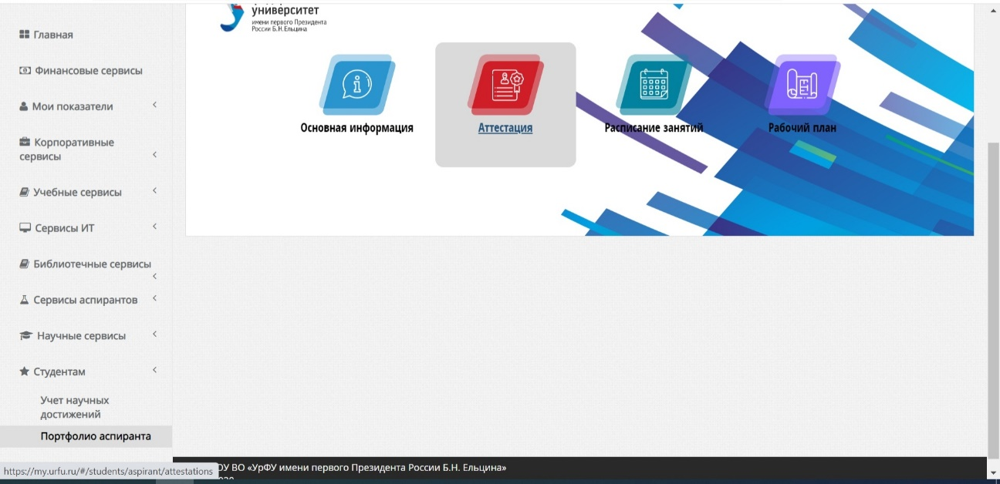 университет
имени первого Президента
России Б.Н.Ельцина
Главная
Финансовые сервисы
Мои показатели
Корпоративные
сервисы
Учебные сервисы
Сервисы ИТ
Библиотечные сервисы
Сервисы аспирантов
Научные сервисы
Студентам
Учет научных
достижений
Портфолио аспиранта
Основная информация
Аттестация
Расписание занятий
Рабочий план
https://my.urfu.ru/#/students/aspirant/attestations
ОУ ВО «УрФУ имени первого Президента России Б.Н. Ельцина»